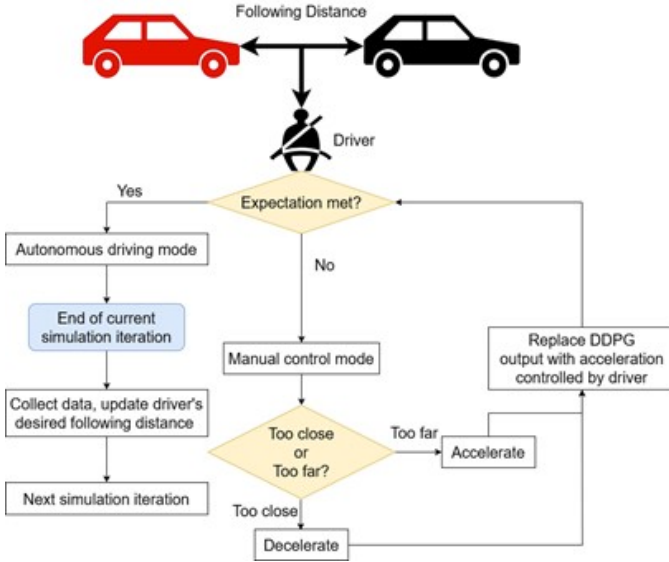 Following Distance
Driver
Yes
Expectation met?
Autonomous driving mode
No
End of current
simulation iteration
Manual control mode
Replace DDPG
output with acceleration
controlled by driver
Collect data, update driver's
desired following distance
Too close
or
Too far?
Too far
Accelerate
Next simulation iteration
Too close
Decelerate